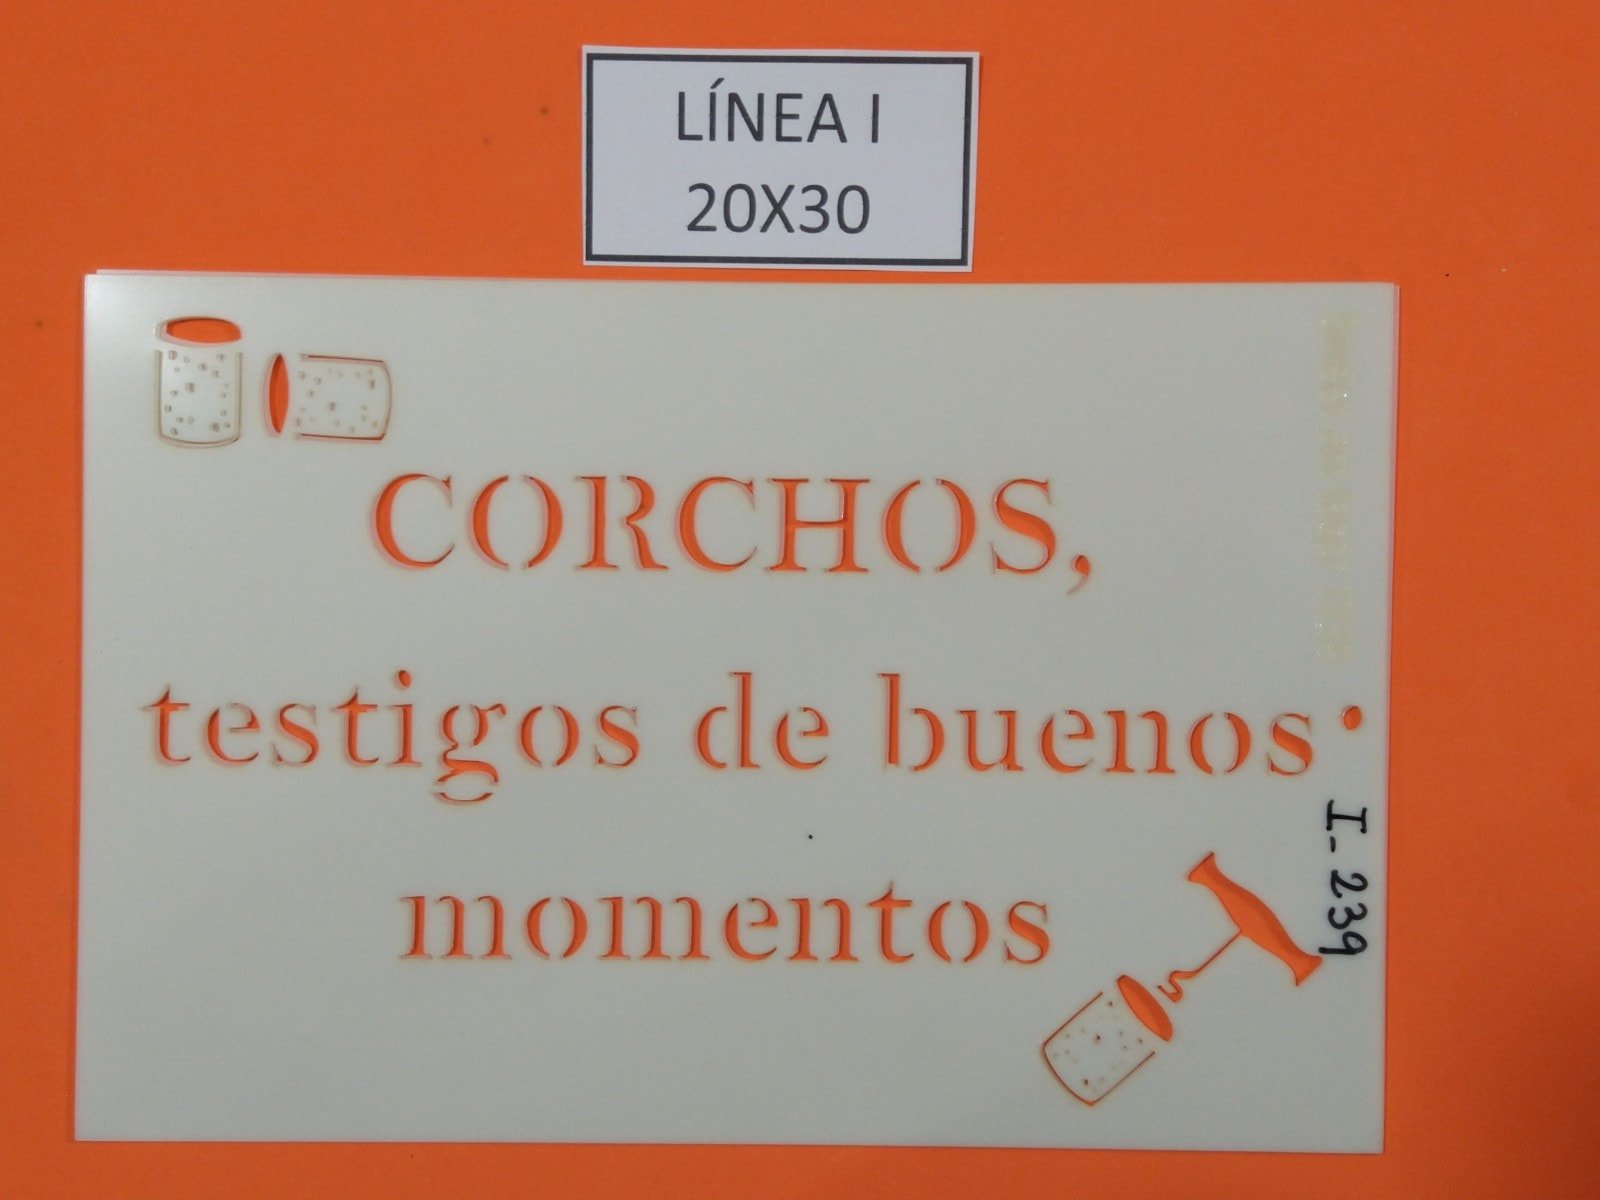 LÍNEA I
20X30
CORCHOS,
testigos de buenos
momentos
I-239